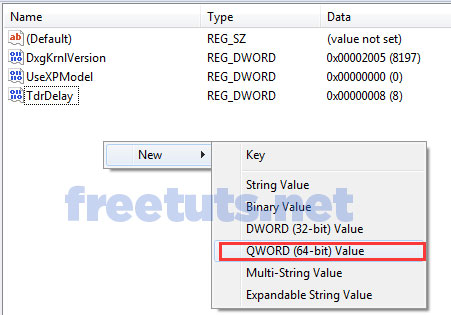 Name Type Data
(Default) REG_SZ (value not set)
DxgKrnlVersion REG_DWORD 0x00002005 (8197)
UseXPModel REG_DWORD 0x00000000 (0)
TdrDelay REG_DWORD 0x00000008 (8)
New
Key
String Value
Binary Value
DWORD (32-bit) Value
QWORD (64-bit) Value
Multi-String Value
Expandable String Value
freetuts.net